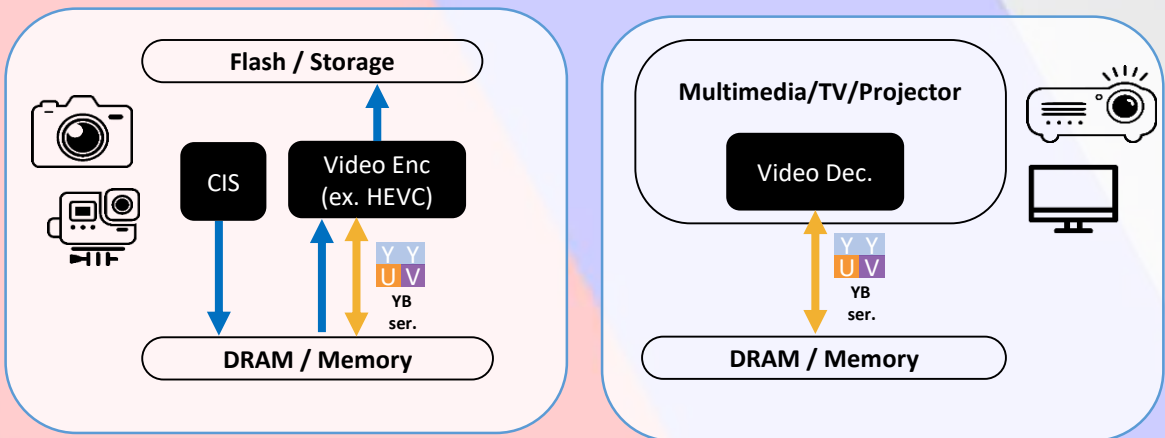 Flash / Storage
CIS
Video Enc
(ex. HEVC)
Y Y
U V
YB
ser.
DRAM / Memory
Multimedia/TV/Projector
Video Dec.
Y Y
U V
YB
ser.
DRAM / Memory